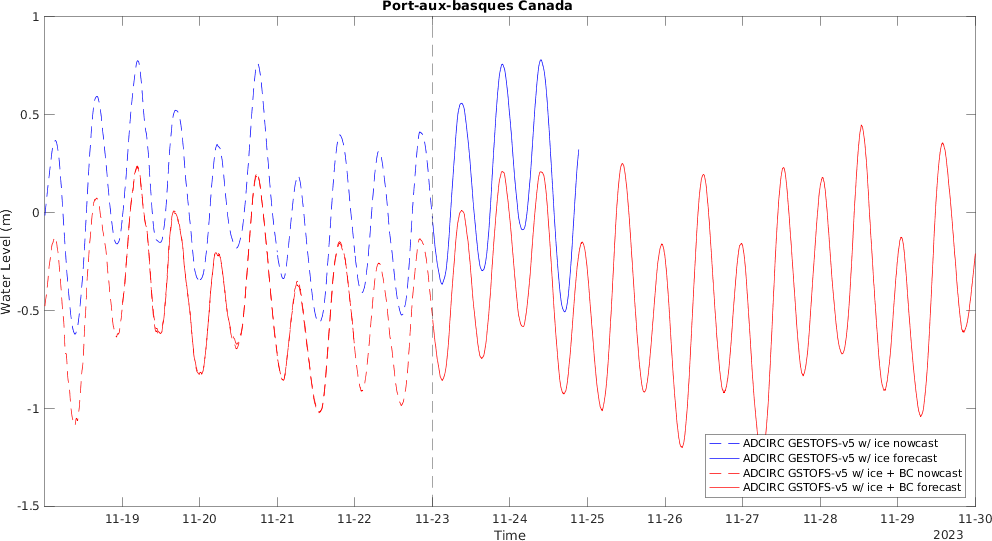 Port-aux-basques Canada
1
0.5
0
-0.5
-1
-1.5
Water Level (m)
ADCIRC GESTOFS-v5 w/ ice nowcast
ADCIRC GESTOFS-v5 w/ ice forecast
ADCIRC GSTOFS-v5 w/ ice + BC nowcast
ADCIRC GSTOFS-v5 w/ ice + BC forecast
11-19 11-20 11-21 11-22 11-23 11-24 11-25 11-26 11-27 11-28 11-29 11-30
Time
2023